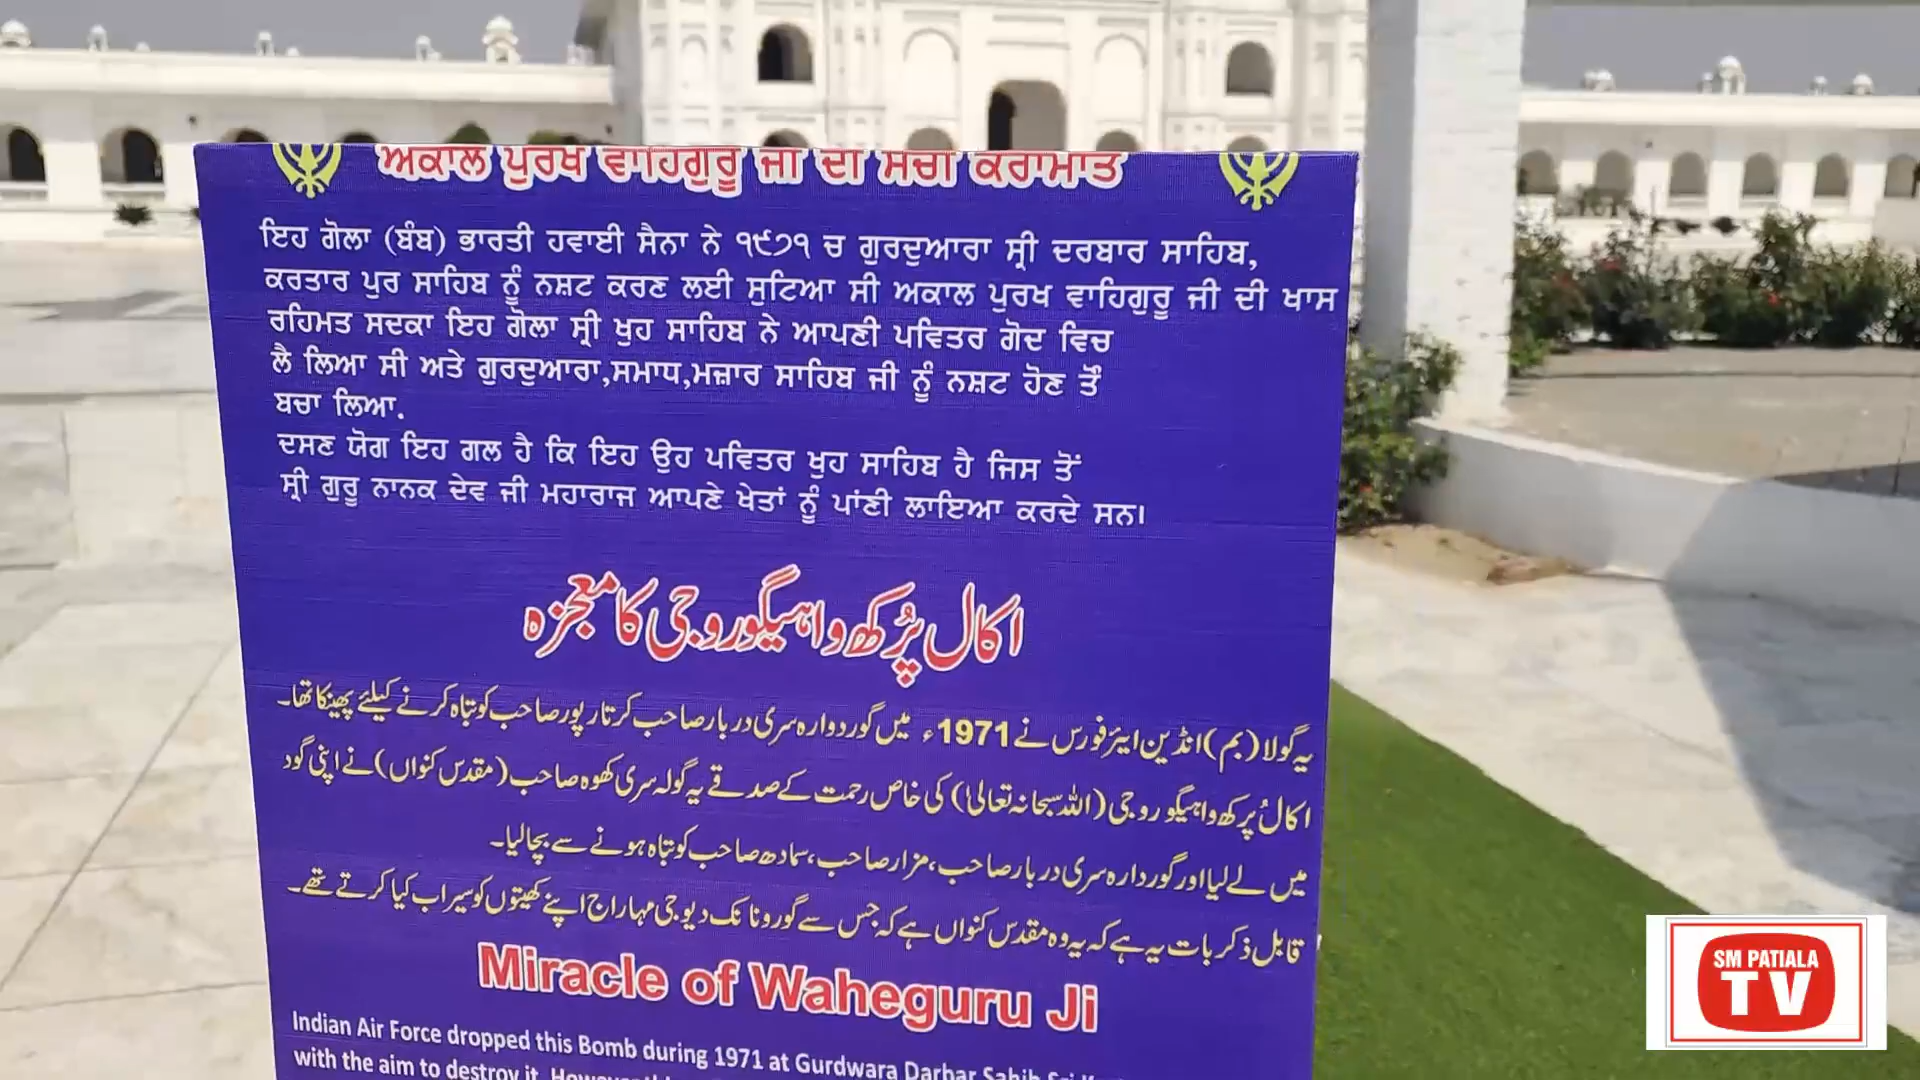 ਅਕਾਲ ਪੁਰਖ ਵਾਹਿਗੁਰੂ ਜੀ ਦੀ ਸਚੀ ਕਰਾਮਾਤ
ਇਹ ਗੋਲਾ (ਬੰਬ) ਭਾਰਤੀ ਹਵਾਈ ਸੈਨਾ ਨੇ ੧੯੭੧ ਚ ਗੁਰਦੁਆਰਾ ਸ੍ਰੀ ਦਰਬਾਰ ਸਾਹਿਬ,
ਕਰਤਾਰ ਪੁਰ ਸਾਹਿਬ ਨੂੰ ਨਸ਼ਟ ਕਰਣ ਲਈ ਸੁਟਿਆ ਸੀ ਅਕਾਲ ਪੁਰਖ ਵਾਹਿਗੁਰੂ ਜੀ ਦੀ ਖਾਸ
ਰਹਿਮਤ ਸਦਕਾ ਇਹ ਗੋਲਾ ਸ੍ਰੀ ਖੁਹ ਸਾਹਿਬ ਨੇ ਆਪਣੀ ਪਵਿਤਰ ਗੋਦ ਵਿਚ
ਲੈ ਲਿਆ ਸੀ ਅਤੇ ਗੁਰਦੁਆਰਾ,ਸਮਾਧ,ਮਜ਼ਾਰ ਸਾਹਿਬ ਜੀ ਨੂੰ ਨਸ਼ਟ ਹੋਣ ਤੋਂ
ਬਚਾ ਲਿਆ.
ਦਸਣ ਯੋਗ ਇਹ ਗਲ ਹੈ ਕਿ ਇਹ ਉਹ ਪਵਿਤਰ ਖੁਹ ਸਾਹਿਬ ਹੈ ਜਿਸ ਤੋਂ
ਸ੍ਰੀ ਗੁਰੂ ਨਾਨਕ ਦੇਵ ਜੀ ਮਹਾਰਾਜ ਆਪਣੇ ਖੇਤਾਂ ਨੂੰ ਪਾਂਣੀ ਲਾਇਆ ਕਰਦੇ ਸਨ।
اکال پُرکھ واہیگورو جی کا معجزہ
یہ گولا (بم) انڈین ایئر فورس نے 1971ء میں گوردوارہ سری دربار صاحب کرتار پور صاحب کو تباہ کرنے کیلئے پھینکا تھا۔
اکالُ پُرکھ واہیگورو جی (اللہ سبحانہ تعالیٰ) کی خاص رحمت کے صدقے یہ گولہ سری کھوہ صاحب (مقدس کنواں) نے اپنی گود
میں لے لیا اور گوردارہ سری دربار صاحب، مزار صاحب، سمادھ صاحب کو تباہ ہونے سے بچا لیا۔
قابل ذکر بات یہ ہے کہ یہ وہ مقدس کنواں ہے کہ جس سے گورو نانک دیو جی مہاراج اپنے کھیتوں کو سیراب کیا کرتے تھے۔
Miracle of Waheguru Ji
Indian Air Force dropped this Bomb during 1971 at Gurdwara Darbar Sahib Sri
with the aim to destroy it.
SM PATIALA
TV